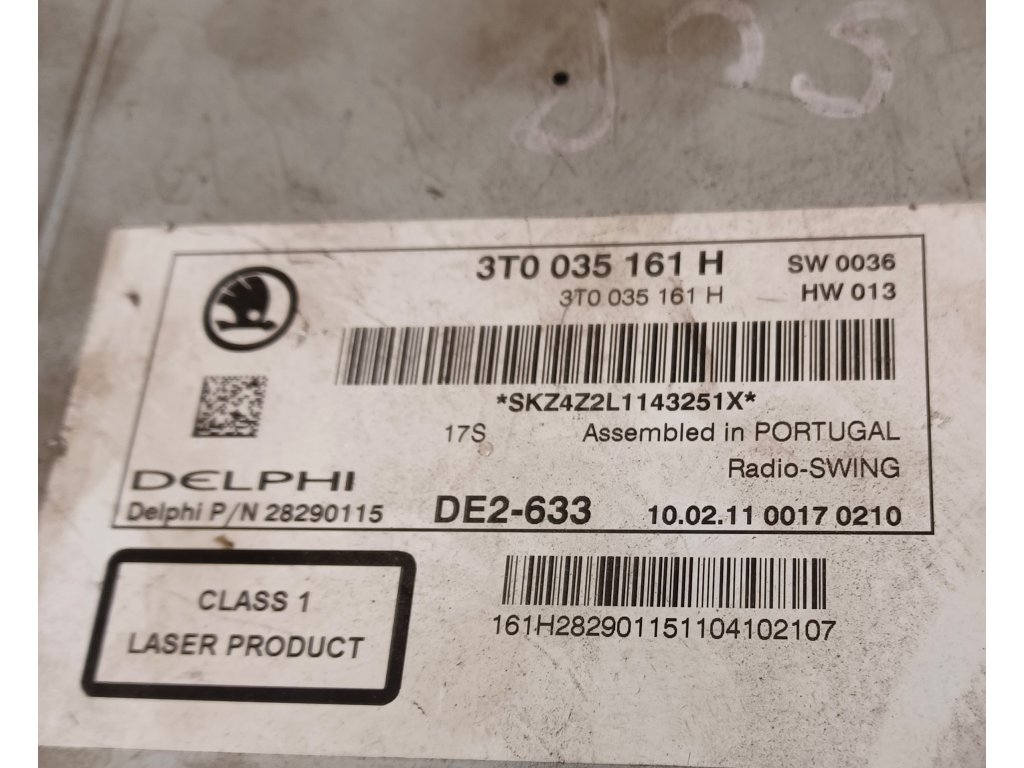 3T0 035 161 H
SW 0036
3T0 035 161 H
HW 013
*SKZ4Z2L1143251X*
17S
Assembled in PORTUGAL
Radio-SWING
DELPHI
Delphi P/N 28290115
DE2-633
10.02.11 0017 0210
CLASS 1
LASER PRODUCT
161H282901151104102107